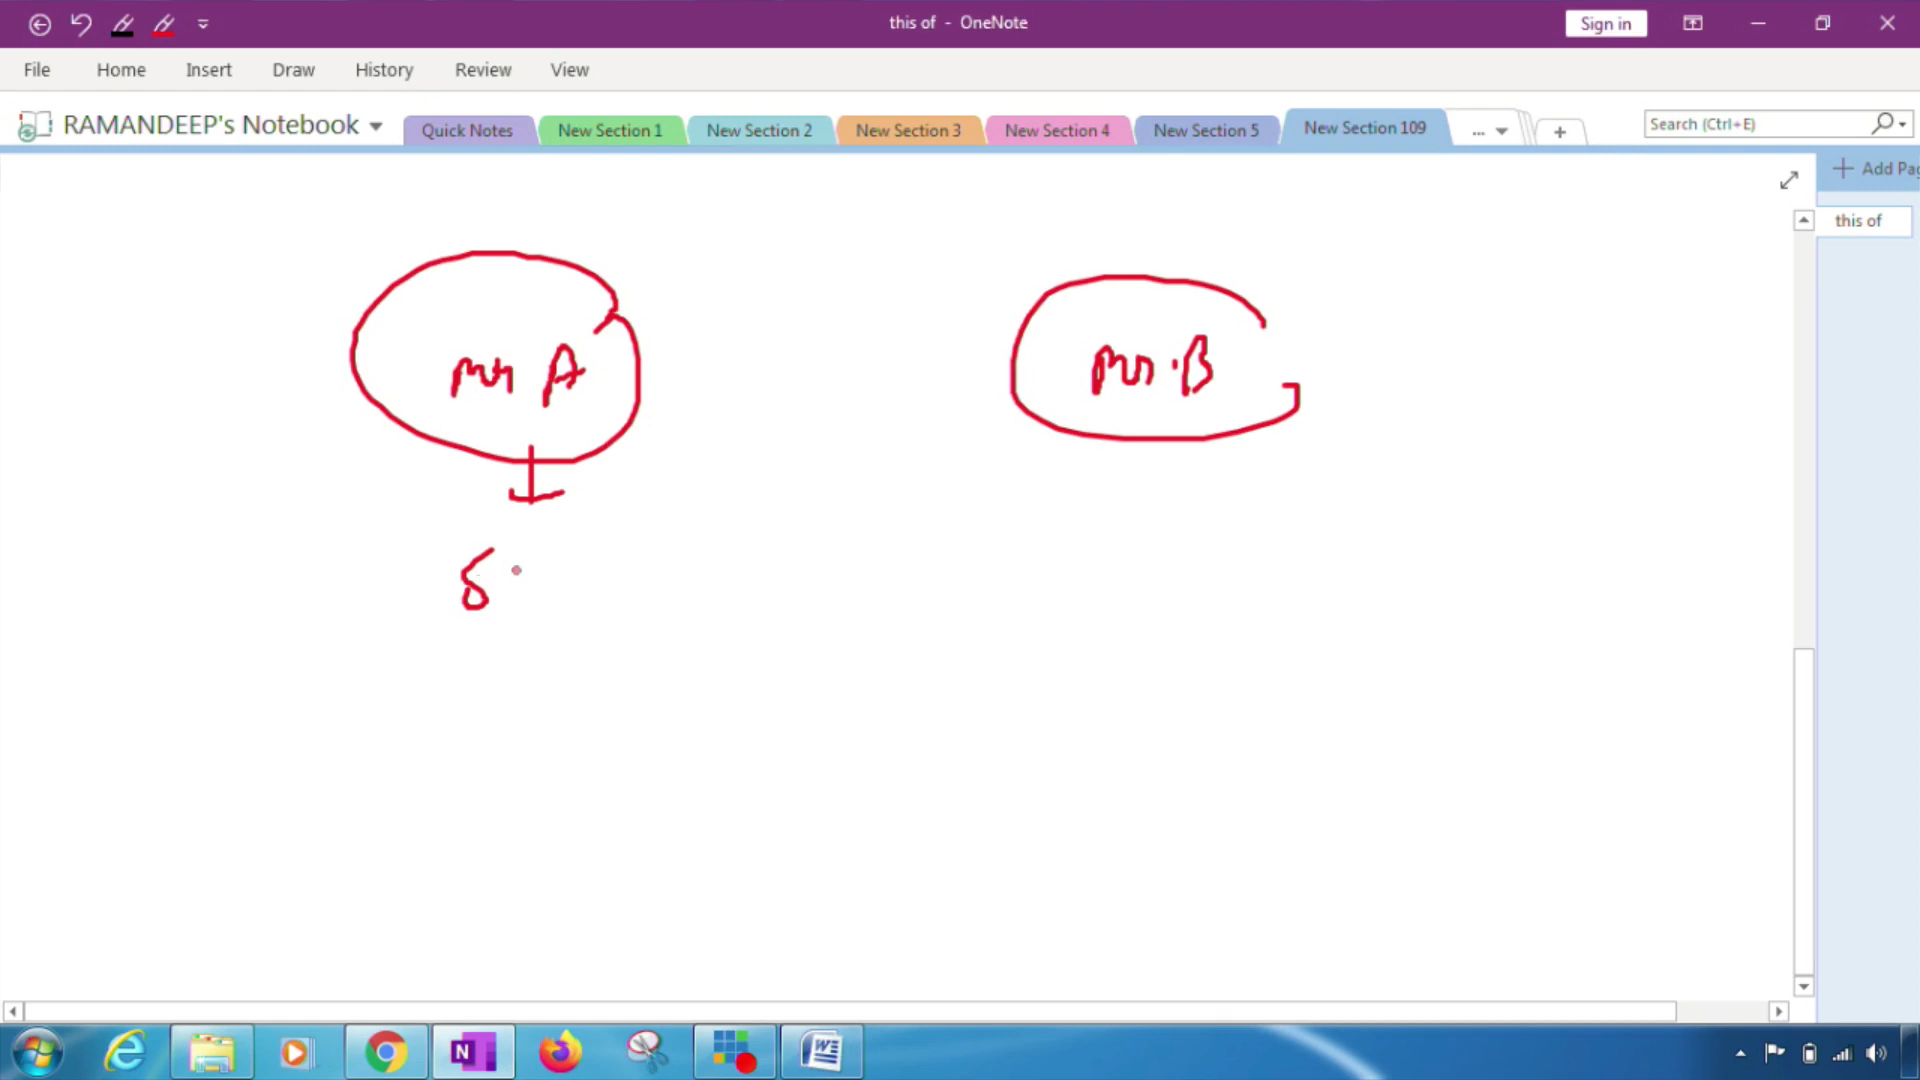 this of - OneNote
Sign in
File Home Insert Draw History Review View
RAMANDEEP's Notebook
Quick Notes New Section 1 New Section 2 New Section 3 New Section 4 New Section 5 New Section 109 ...
Search (Ctrl+E)
Add Pag
this of
Mr A
Mr. B